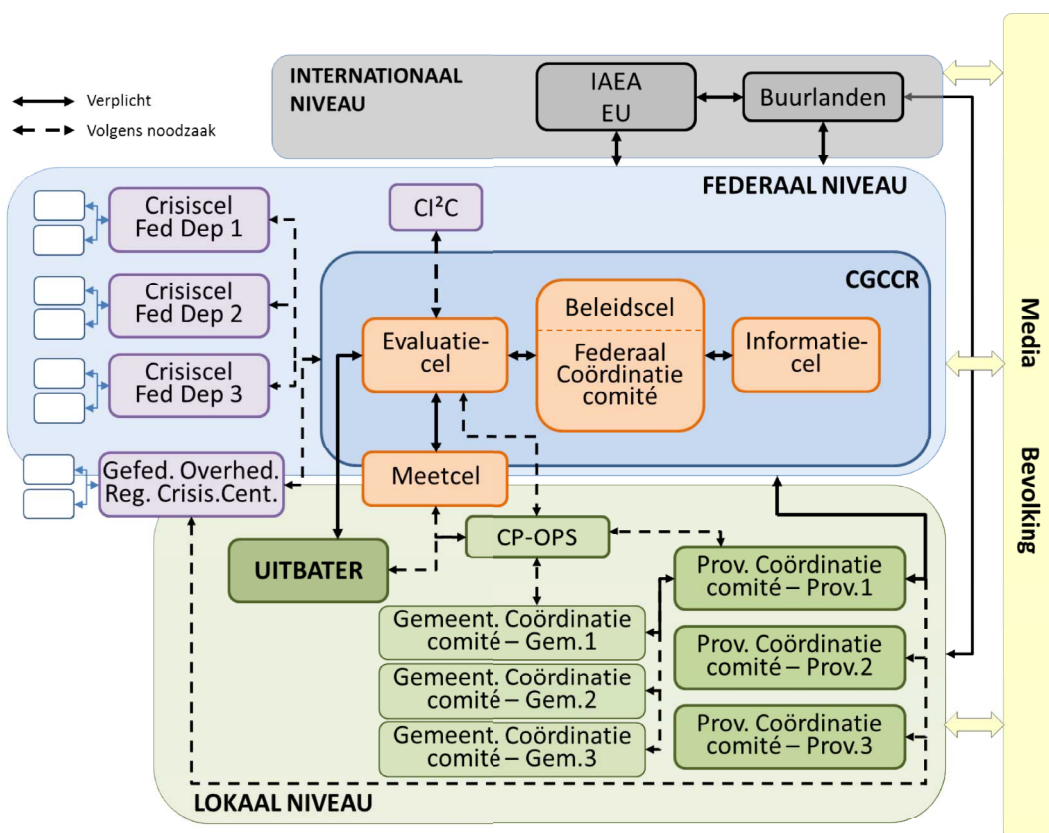 INTERNATIONAAL
NIVEAU
IAEA
EU
Buurlanden
Verplicht
Volgens noodzaak
FEDERAAL NIVEAU
Crisiscel
Fed Dep 1
CI²C
CGCCR
Crisiscel
Fed Dep 2
Evaluatie-
cel
Beleidscel
Federaal
Coördinatie
comité
Informatie-
cel
Crisiscel
Fed Dep 3
Gefed. Overhed.
Reg. Crisis.Cent.
Meetcel
CP-OPS
UITBATER
Prov. Coördinatie
comité – Prov.1
Gemeent. Coördinatie
comité – Gem.1
Prov. Coördinatie
comité – Prov.2
Gemeent. Coördinatie
comité – Gem.2
Prov. Coördinatie
comité – Prov.3
Gemeent. Coördinatie
comité – Gem.3
LOKAAL NIVEAU
Media Bevolking